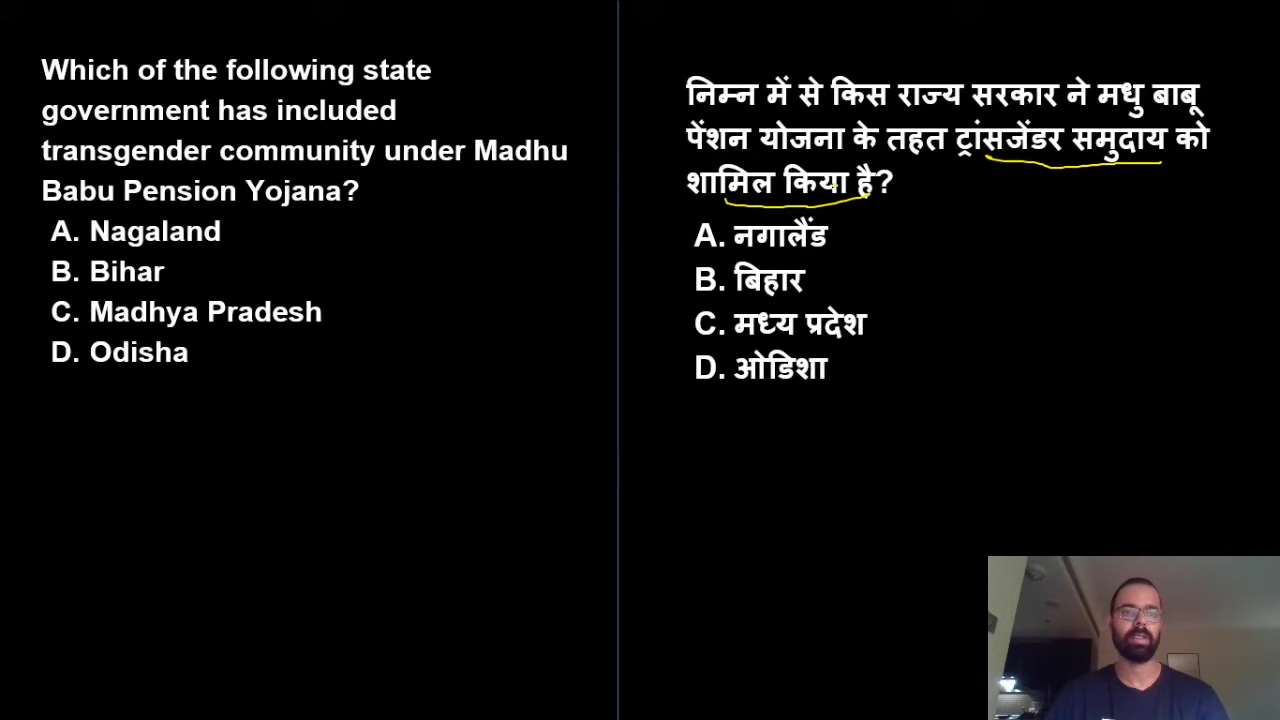 Which of the following state
government has included
transgender community under Madhu
Babu Pension Yojana?
A. Nagaland
B. Bihar
C. Madhya Pradesh
D. Odisha
निम्न में से किस राज्य सरकार ने मधु बाबू
पेंशन योजना के तहत ट्रांसजेंडर समुदाय को
शामिल किया है?
A. नगालैंड
B. बिहार
C. मध्य प्रदेश
D. ओडिशा